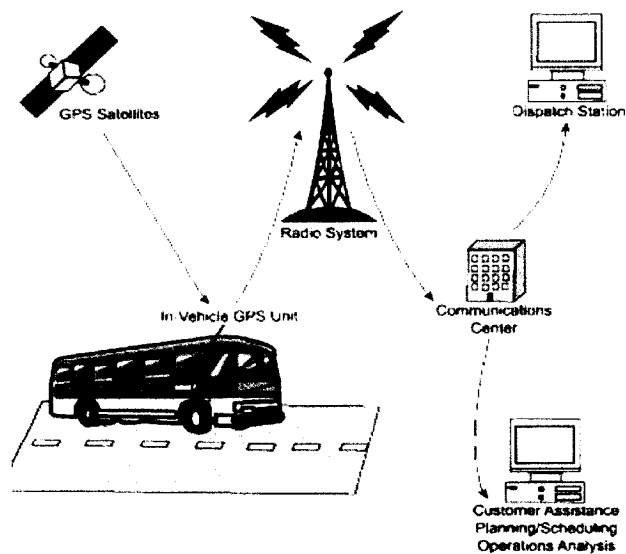 GPS Satellites
Dispatch Station
Radio System
In-Vehicle GPS Unit
Communications
Center
Customer Assistance
Planning/Scheduling
Operations Analysis